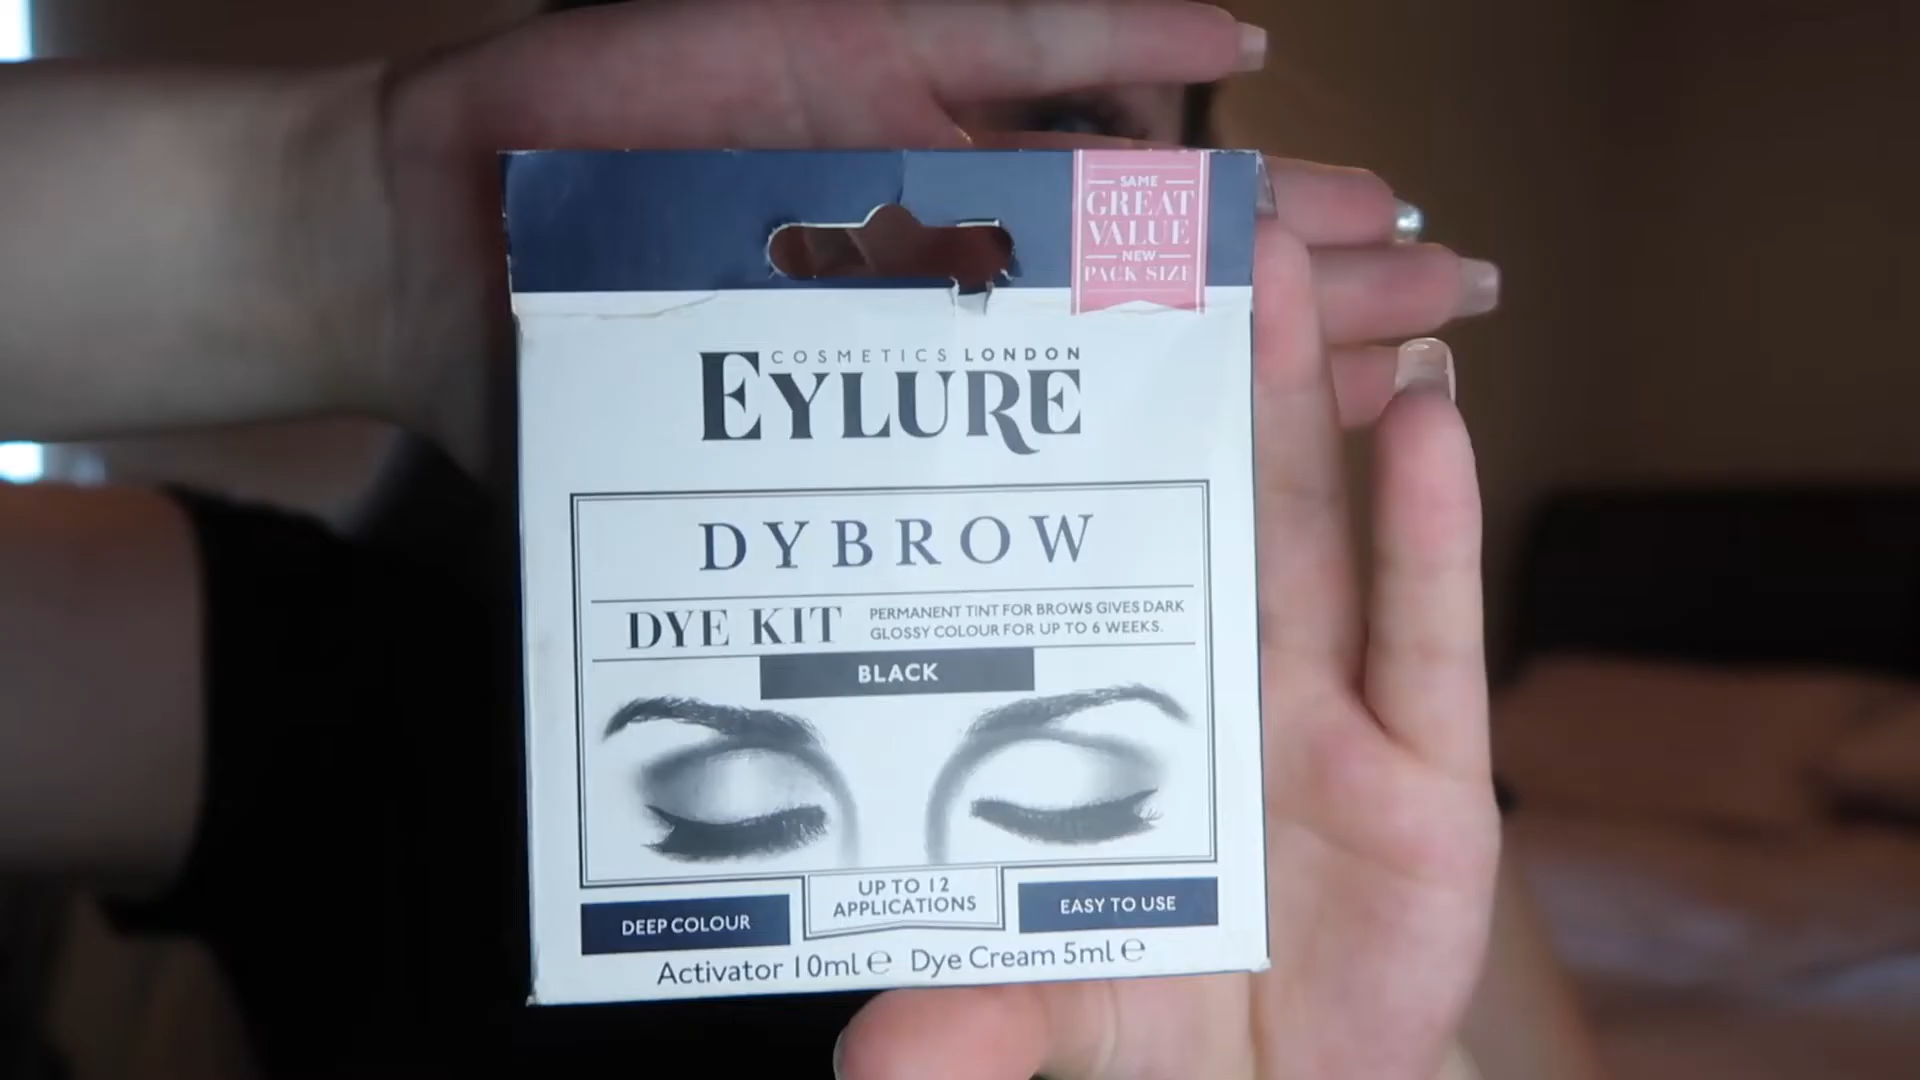 SAME
GREAT
VALUE
NEW
PACK SIZE
COSMETICS LONDON
EYLURE
DYBROW
DYE KIT
PERMANENT TINT FOR BROWS GIVES DARK
GLOSSY COLOUR FOR UP TO 6 WEEKS.
BLACK
UP TO 12
APPLICATIONS
DEEP COLOUR
EASY TO USE
Activator 10ml ℮ Dye Cream 5ml ℮